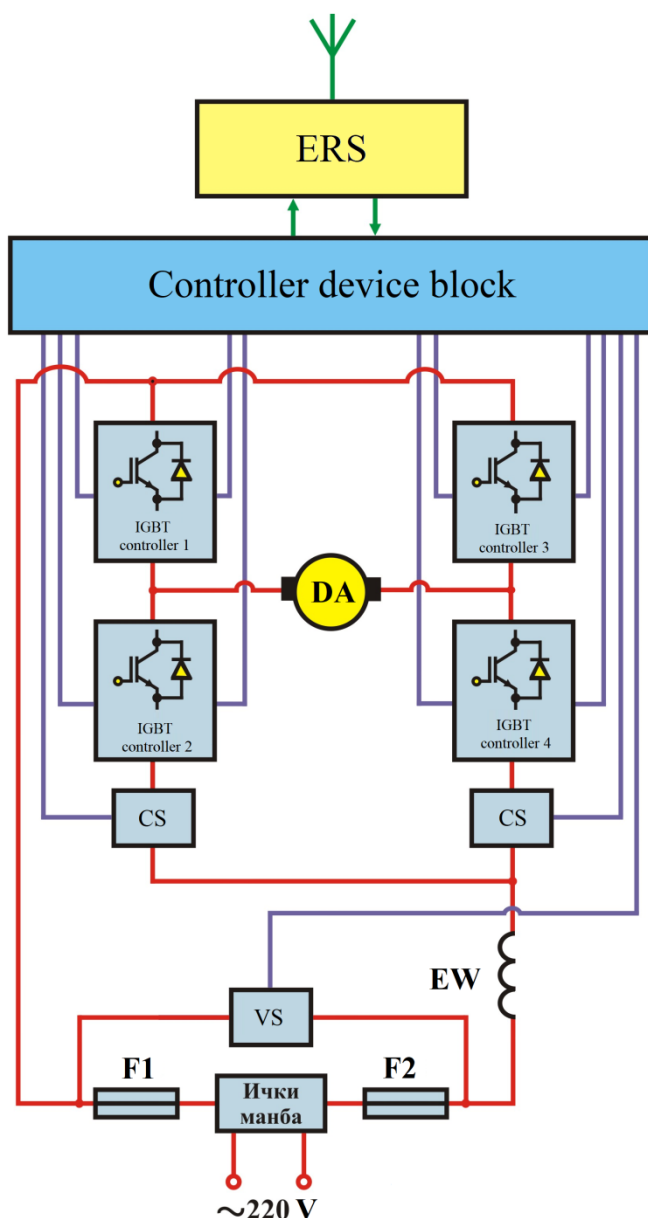 ERS
Controller device block
IGBT
controller 1
IGBT
controller 3
DA
IGBT
controller 2
IGBT
controller 4
CS
CS
EW
VS
F1
F2
Ички
манба
~220 V